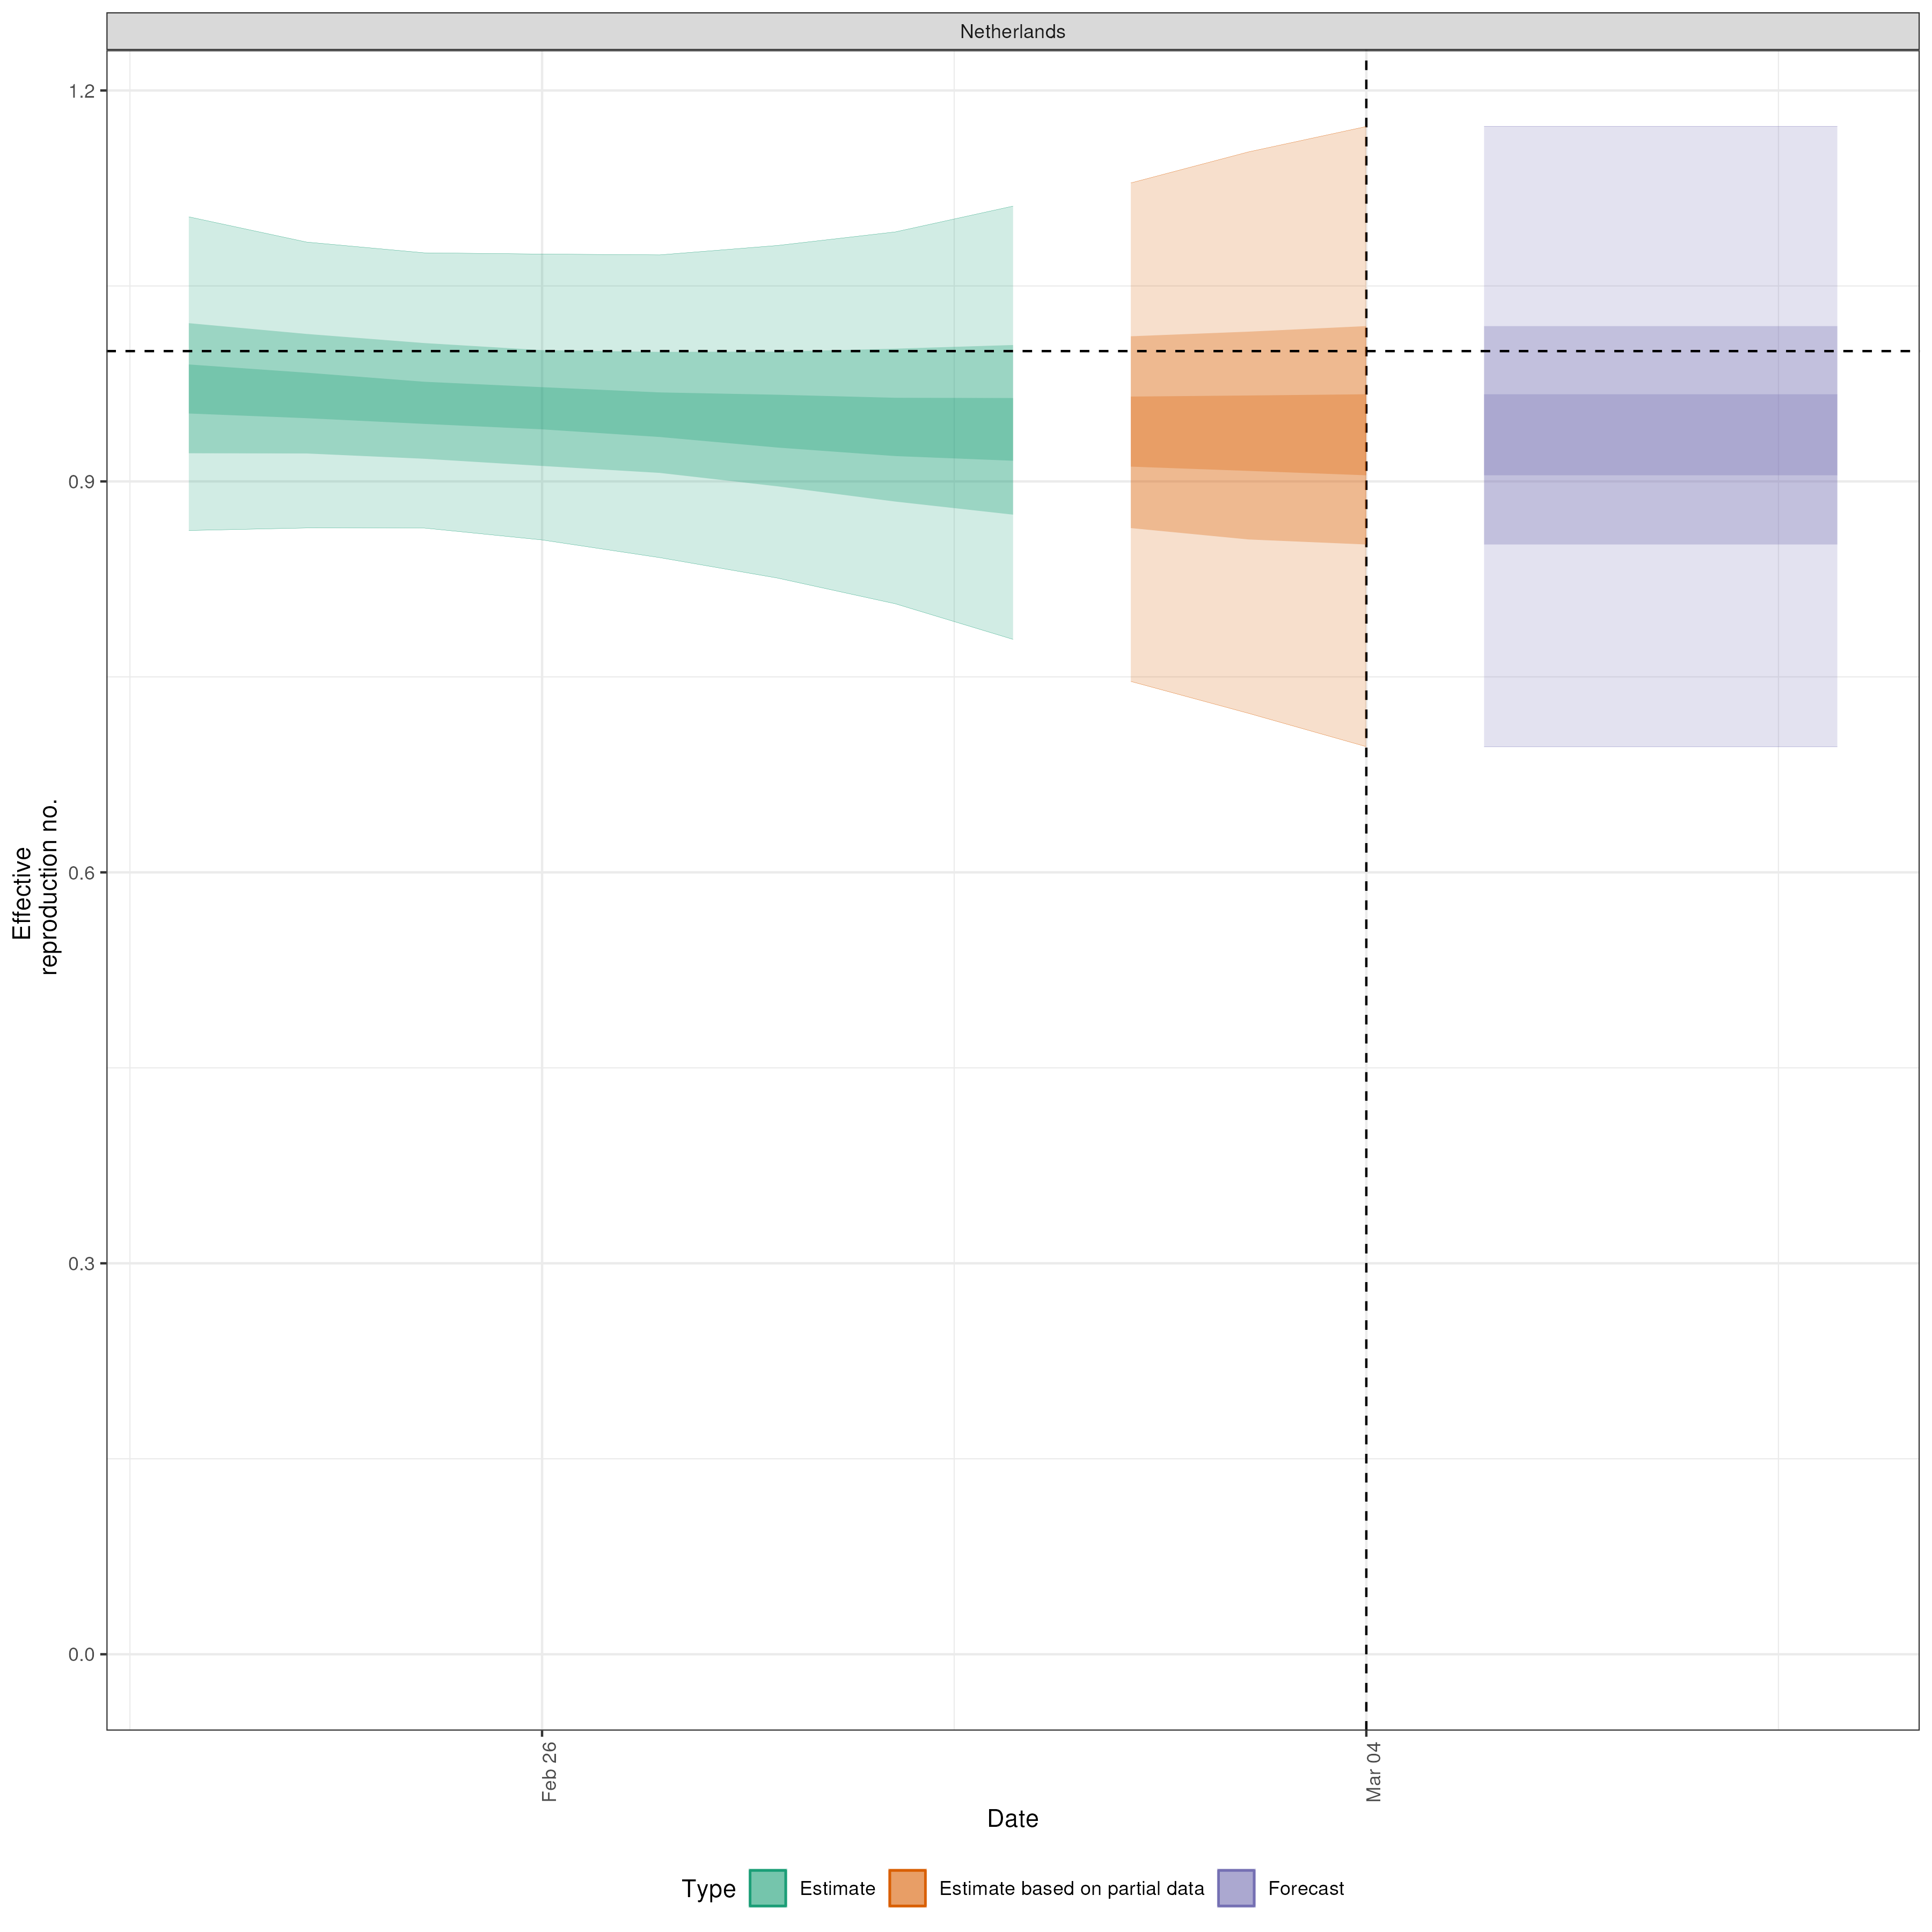 Netherlands
1.2
0.9
0.6
0.3
0.0
Effective
reproduction no.
Feb 26
Mar 04
Date
Type Estimate Estimate based on partial data Forecast